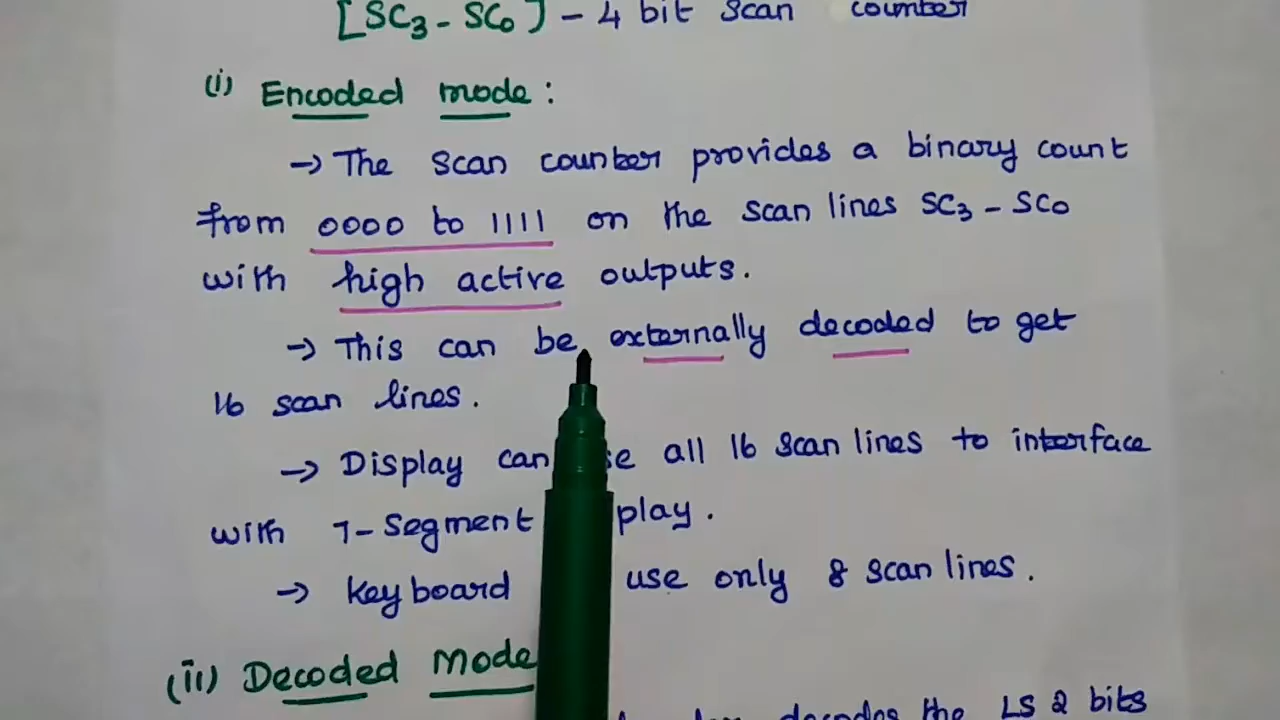 [SC3 - SC0] - 4 bit scan counter
(i) Encoded mode:
→ The scan counter provides a binary count
from 0000 to 1111 on the scan lines SC3 - SC0
with high active outputs.
→ This can be externally decoded to get
16 scan lines.
→ Display can all 16 scan lines to interface
with 7-Segment play.
→ Keyboard use only 8 scan lines.
(ii) Decoded Mode
decodes the LS 2 bits